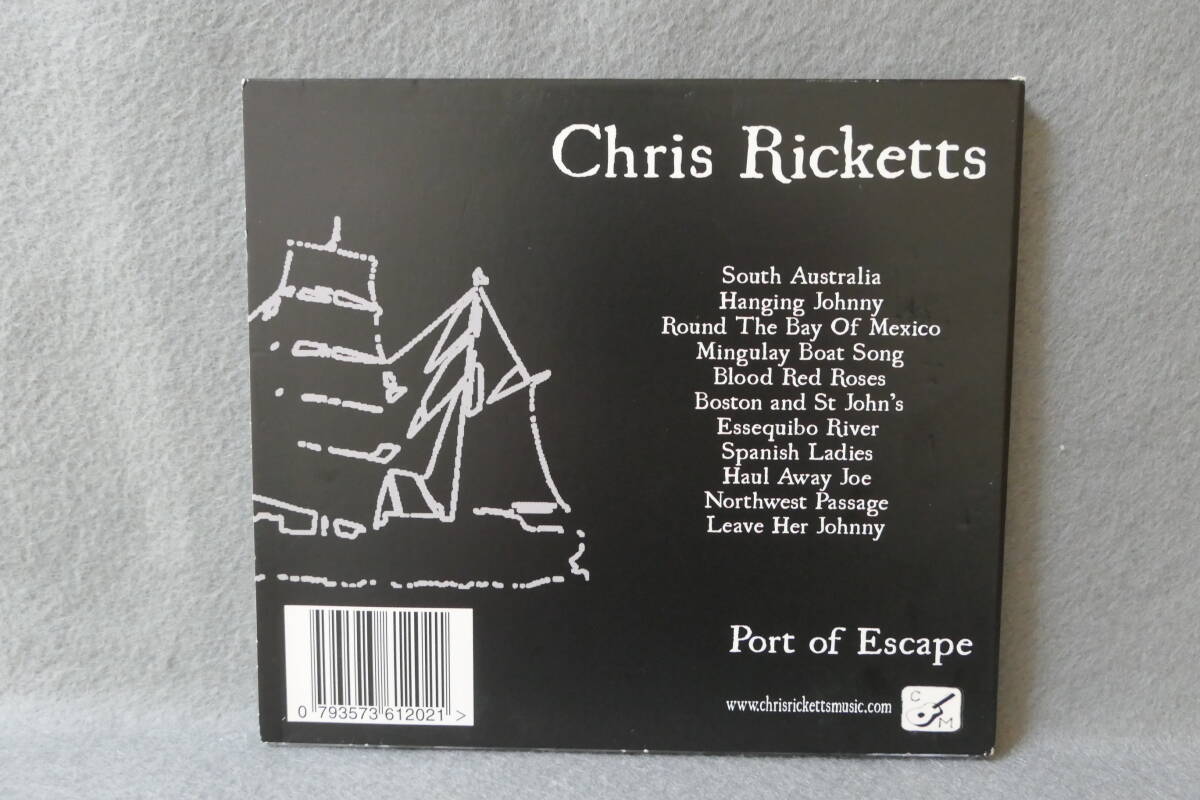 Chris Ricketts
South Australia
Hanging Johnny
Round The Bay Of Mexico
Mingulay Boat Song
Blood Red Roses
Boston and St John's
Essequibo River
Spanish Ladies
Haul Away Joe
Northwest Passage
Leave Her Johnny
Port of Escape
www.chrisrickettsmusic.com
C
M
0 793573 612021 >